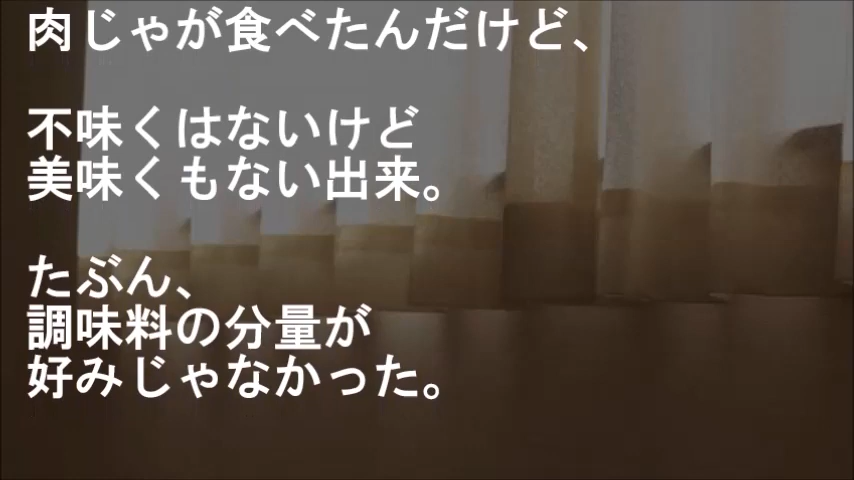 肉じゃが食べたんだけど、
不味くはないけど
美味くもない出来。
たぶん、
調味料の分量が
好みじゃなかった。